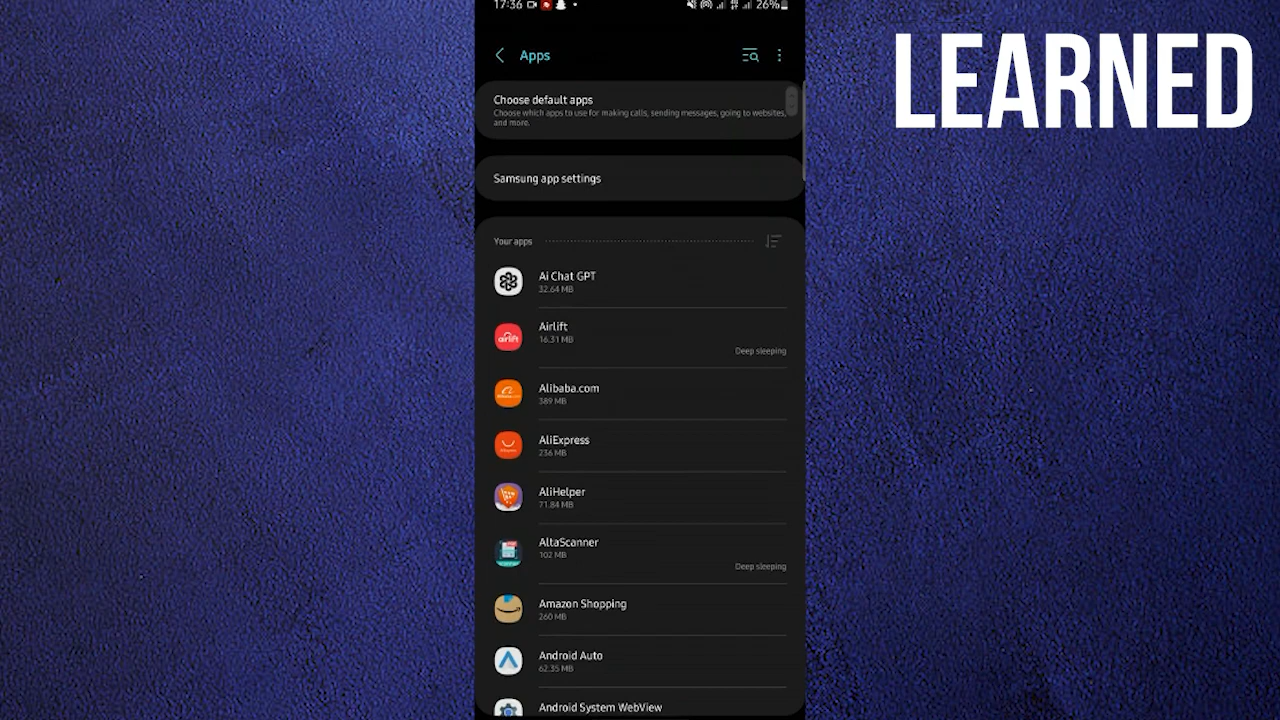 LEARNED
17:36
26%
Apps
Choose default apps
Choose which apps to use for making calls, sending messages, going to websites,
and more.
Samsung app settings
Your apps
Ai Chat GPT
32.64 MB
airlift
Airlift
16.31 MB
Deep sleeping
Alibaba.com
389 MB
AliExpress
236 MB
AliHelper
71.84 MB
AltaScanner
102 MB
Deep sleeping
Amazon Shopping
260 MB
Android Auto
62.35 MB
Android System WebView